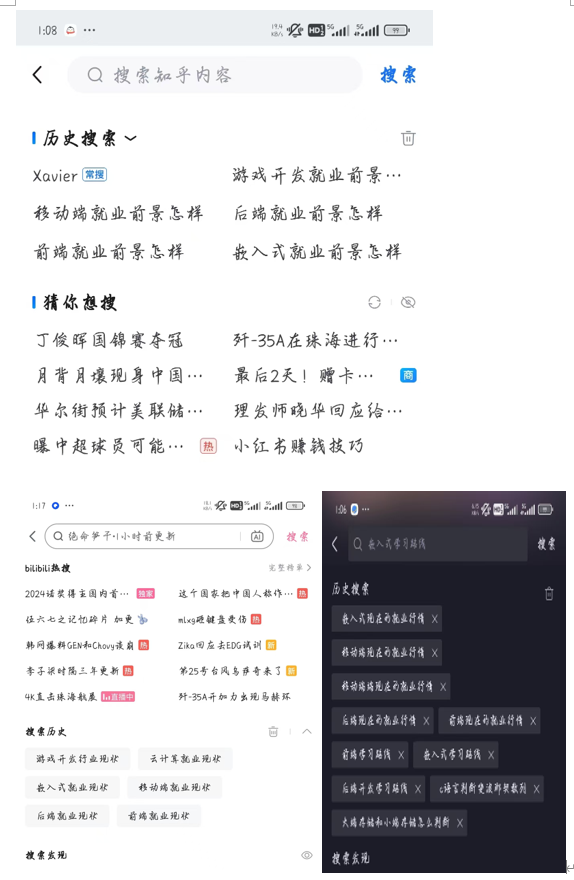 1:08 ···
搜索知乎内容 搜索
历史搜索
Xavier 常搜 游戏开发就业前景···
移动端就业前景怎样 后端就业前景怎样
前端就业前景怎样 嵌入式就业前景怎样
猜你想搜
丁俊晖国锦赛夺冠 歼-35A在珠海进行···
月背月壤现身中国··· 最后2天！赠卡··· 商
华尔街预计美联储··· 理发师晓华回应给···
曝中超球员可能··· 热 小红书赚钱技巧
1:17 ···
绝命笋干·1小时前更新 AI 搜索
bilibili热搜 完整榜单
2024诺奖得主国内首··· 独家 这个国家把中国人称作··· 热
位六七之记忆碎片 加更 mlxg砸键盘受伤 热
韩网爆料GEN和Chovy谈崩 热 Zika回应去EDG试训 新
李子柒时隔三年更新 热 第25号台风乌萨奇来了 新
4K直击珠海航展 直播中 歼-35A开加力出现马赫环
搜索历史
游戏开发行业现状 云计算就业现状
嵌入式就业现状 移动端就业现状
后端就业现状 前端就业现状
搜索发现
1:06 ···
嵌入式学习路线 搜索
历史搜索
嵌入式现在的就业行情
移动端现在的就业行情
移动端端现在的就业行情
后端现在的就业行情 前端现在的就业行情
前端学习路线 嵌入式学习路线
后端开发学习路线 c语言判断斐波那契数列
大端存储和小端存储怎么判断
搜索发现